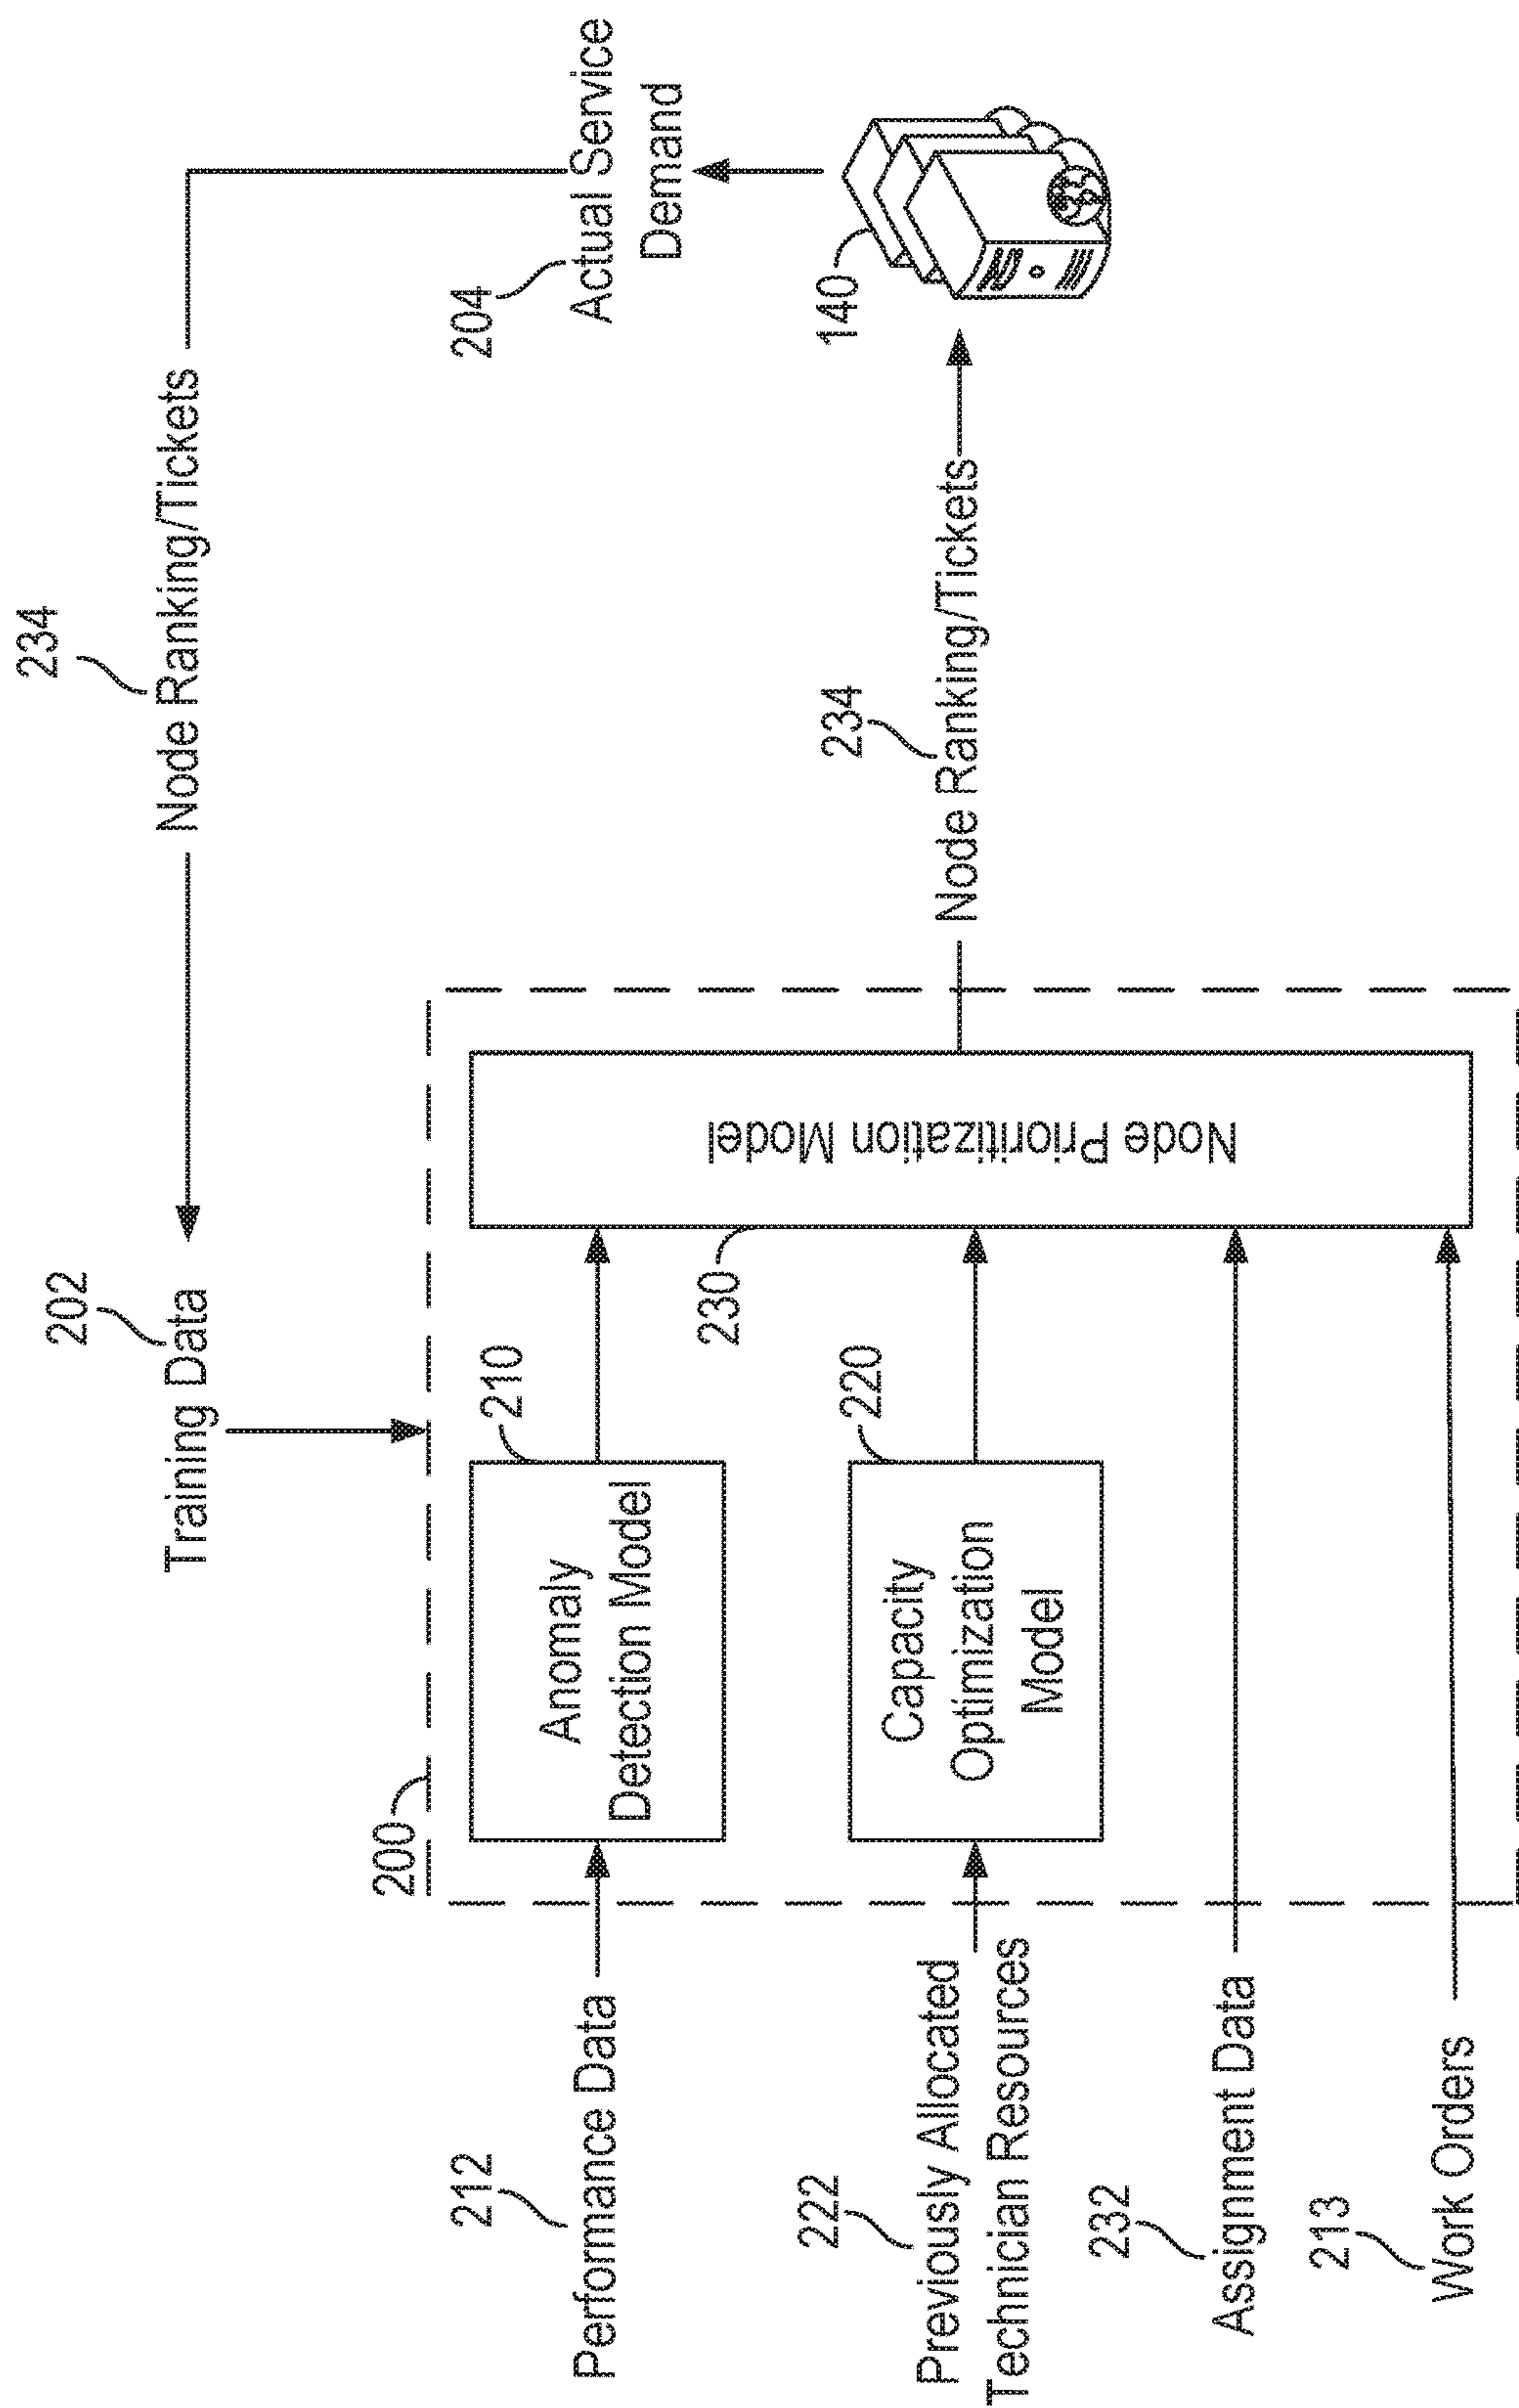 234
Node Ranking/Tickets
202
Training Data
204
Actual Service
Demand
200
212
Performance Data
Anomaly
Detection Model
210
230
Node Prioritization Model
234
Node Ranking/Tickets
140
222
Previously Allocated
Technician Resources
Capacity
Optimization
Model
220
232
Assignment Data
213
Work Orders